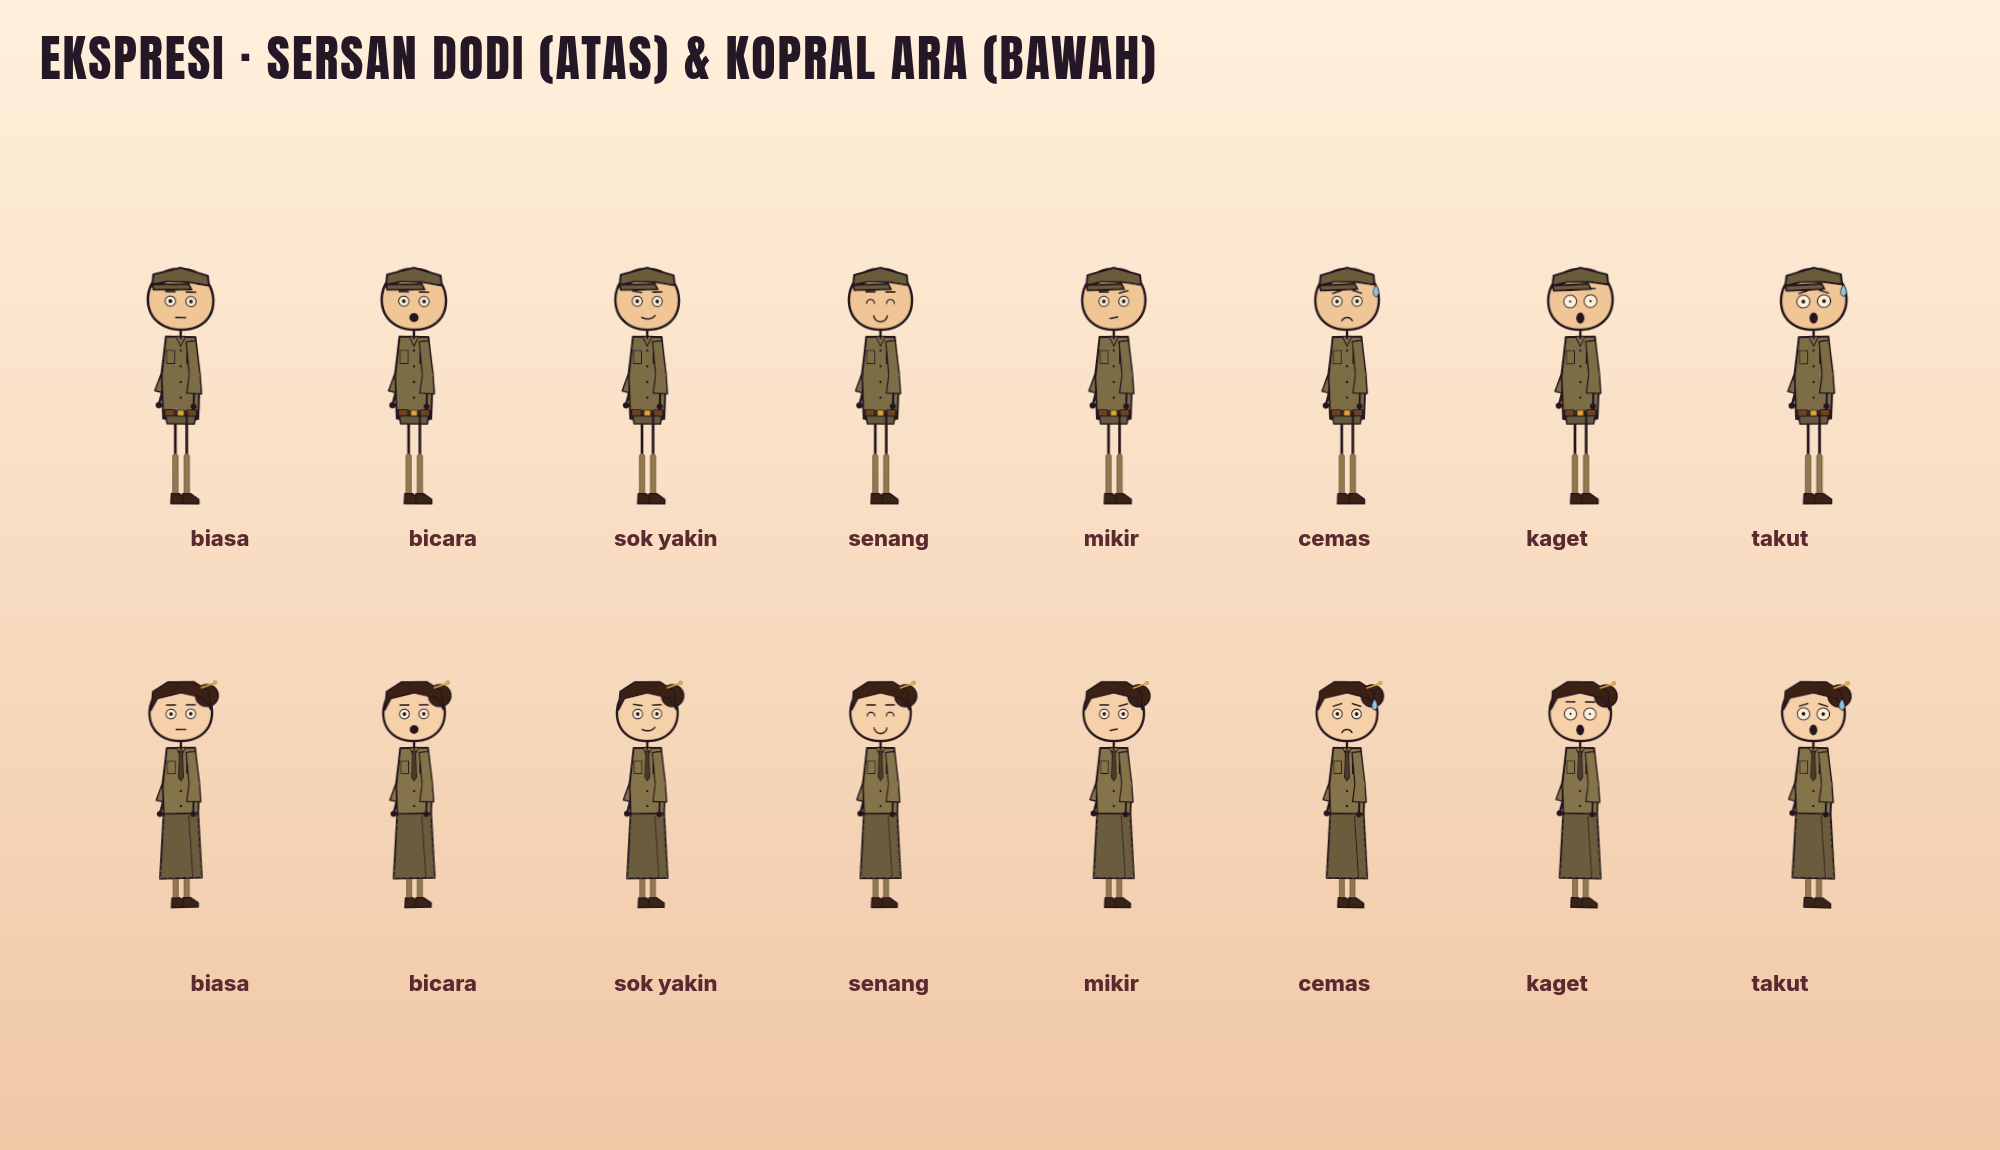 EKSPRESI · SERSAN DODI (ATAS) & KOPRAL ARA (BAWAH)
biasa bicara sok yakin senang mikir cemas kaget takut
biasa bicara sok yakin senang mikir cemas kaget takut